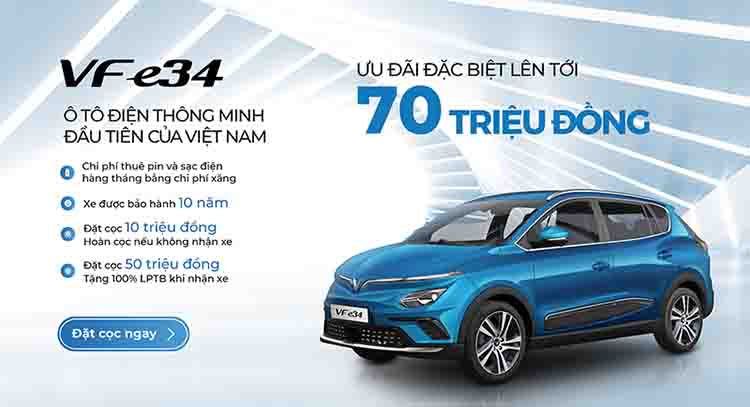 VF e34
Ô TÔ ĐIỆN THÔNG MINH
ĐẦU TIÊN CỦA VIỆT NAM
Chi phí thuê pin và sạc điện
hàng tháng bằng chi phí xăng
Xe được bảo hành 10 năm
Đặt cọc 10 triệu đồng
Hoàn cọc nếu không nhận xe
Đặt cọc 50 triệu đồng
Tặng 100% LPTB khi nhận xe
Đặt cọc ngay
ƯU ĐÃI ĐẶC BIỆT LÊN TỚI
70 TRIỆU ĐỒNG
VF e34